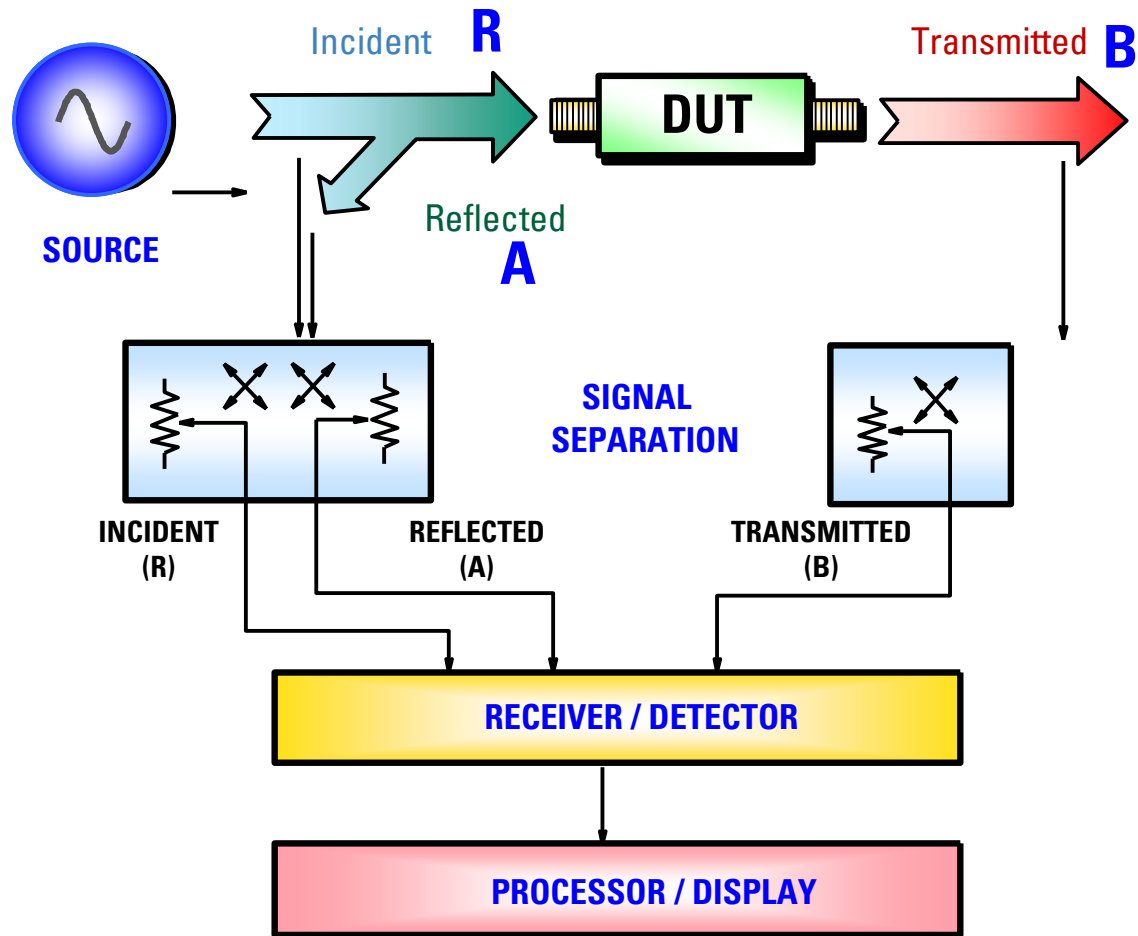 Incident R
Transmitted B
DUT
Reflected
A
SOURCE
SIGNAL
SEPARATION
INCIDENT
(R)
REFLECTED
(A)
TRANSMITTED
(B)
RECEIVER / DETECTOR
PROCESSOR / DISPLAY